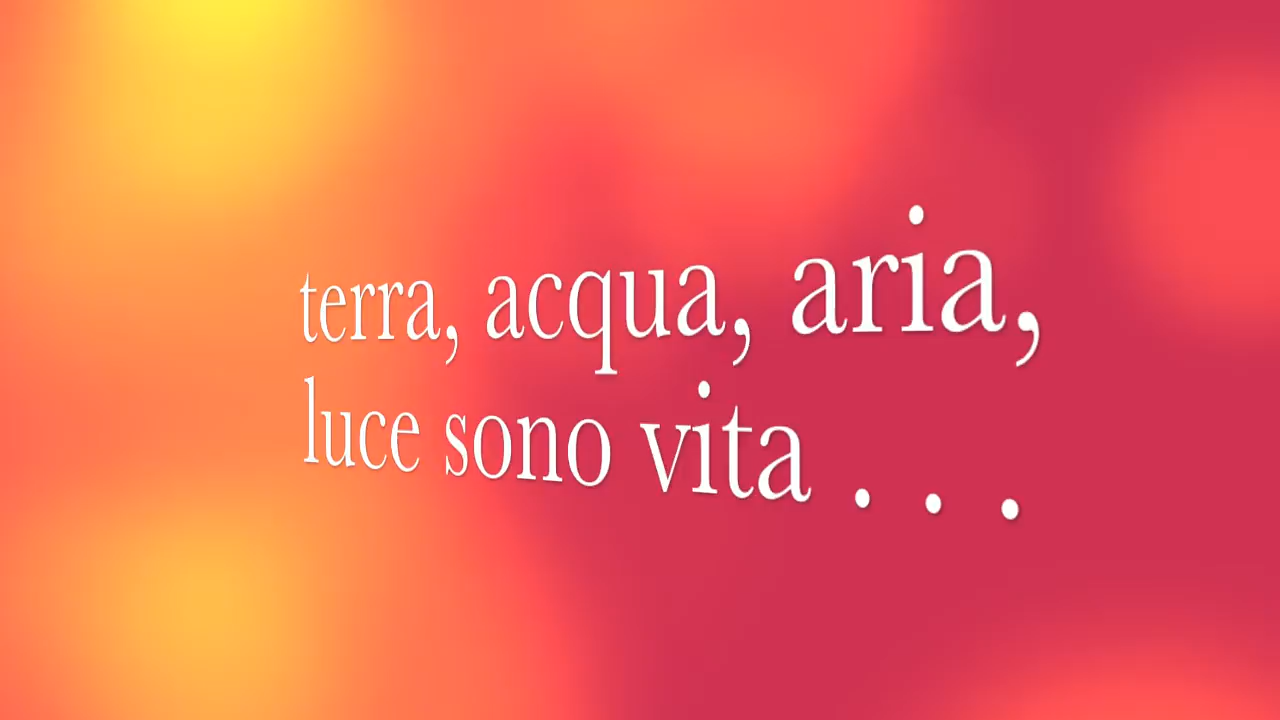 terra, acqua, aria,
luce sono vita . . .